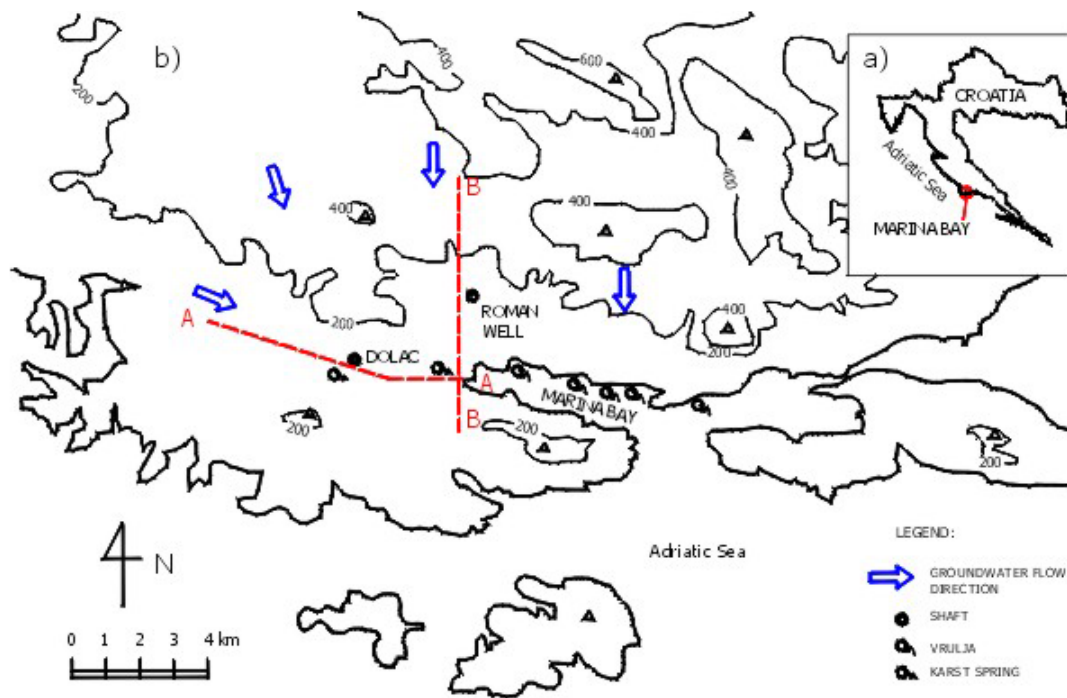 b)
a)
CROATIA
Adriatic Sea
MARINA BAY
200
400
600
400
400
400
400
400
200
200
B
A
ROMAN
WELL
DOLAC
A
MARINA BAY
B
200
200
200
N
Adriatic Sea
0 1 2 3 4 km
LEGEND:
GROUNDWATER FLOW
DIRECTION
SHAFT
VRULJA
KARST SPRING